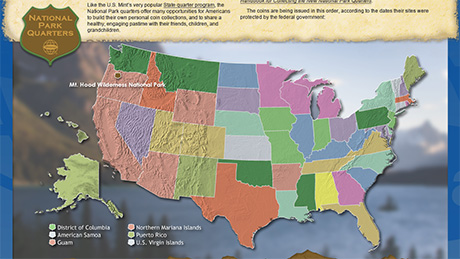 NATIONAL
PARK
QUARTERS
Like the U.S. Mint's very popular State quarter program, the
National Park quarters offer many opportunities for Americans
to build their own personal coin collections, and to share a
healthy, engaging pastime with their friends, children, and
grandchildren.
Handbook for Collecting the New National Park Quarters.
The coins are being issued in this order, according to the dates their sites were
protected by the federal government.
Mt. Hood Wilderness National Park
District of Columbia
American Samoa
Guam
Northern Mariana Islands
Puerto Rico
U.S. Virgin Islands